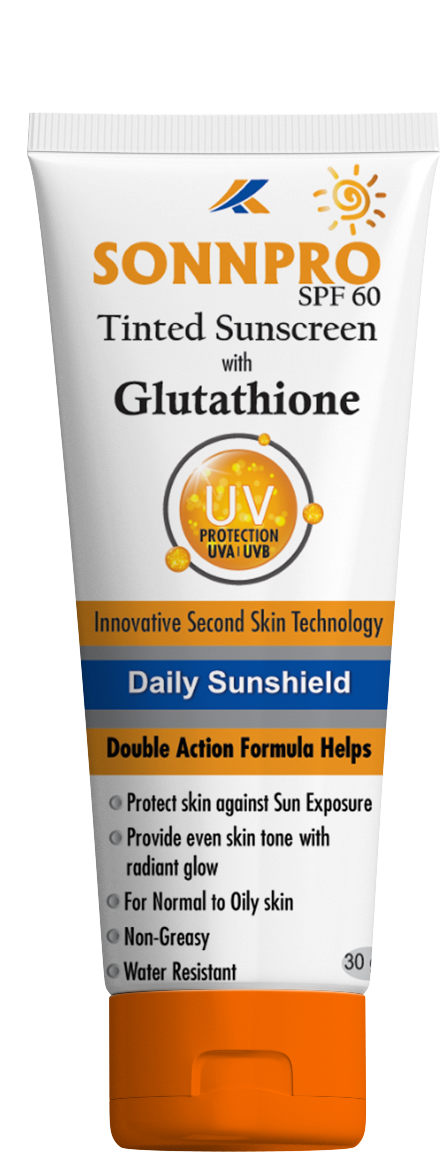 SONNPRO
SPF 60
Tinted Sunscreen
with
Glutathione
UV
PROTECTION
UVA | UVB
Innovative Second Skin Technology
Daily Sunshield
Double Action Formula Helps
Protect skin against Sun Exposure
Provide even skin tone with
radiant glow
For Normal to Oily skin
Non-Greasy
Water Resistant
30